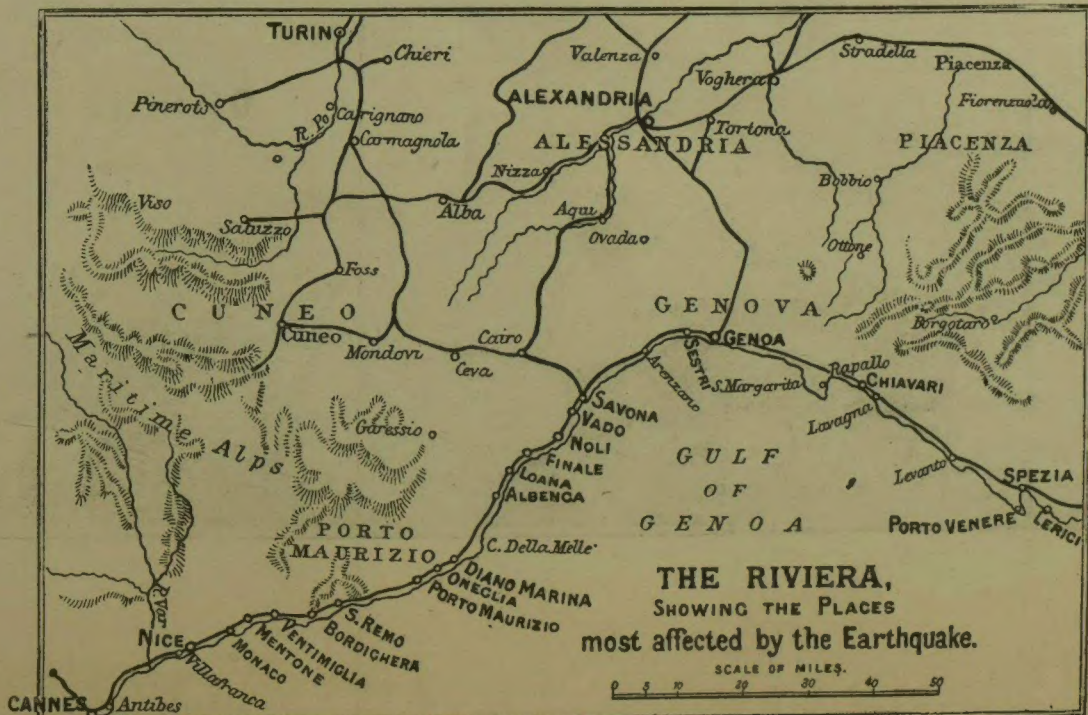 TURIN
Chieri
Pineroto
Carignano
R. Po
Carmagnola
Valenza
Voghera
Stradella
Piacenza
Fiorenzuola
ALEXANDRIA
ALESSANDRIA
Tortona
PIACENZA
Nizza
Bobbio
Viso
Saluzzo
Alba
Aqui
Ovada
Ottone
Foss
CUNEO
GENOVA
Borgotaro
Cuneo
Mondovi
Ceva
Cairo
SESTRI
GENOA
Arenzano
S. Margarita
Rapallo
CHIAVARI
Lavagna
Maritime Alps
Garessio
SAVONA
VADO
NOLI
FINALE
LOANA
ALBENGA
GULF
OF
GENOA
Levanto
SPEZIA
PORTO VENERE
LERICI
PORTO
MAURIZIO
C. Della Melle
DIANO MARINA
ONEGLIA
PORTO MAURIZIO
S. REMO
BORDIGHERA
VENTIMIGLIA
MENTONE
MONACO
R. Var
NICE
Villafranca
CANNES
Antibes
THE RIVIERA,
SHOWING THE PLACES
most affected by the Earthquake.
SCALE OF MILES.
0 5 10 20 30 40 50